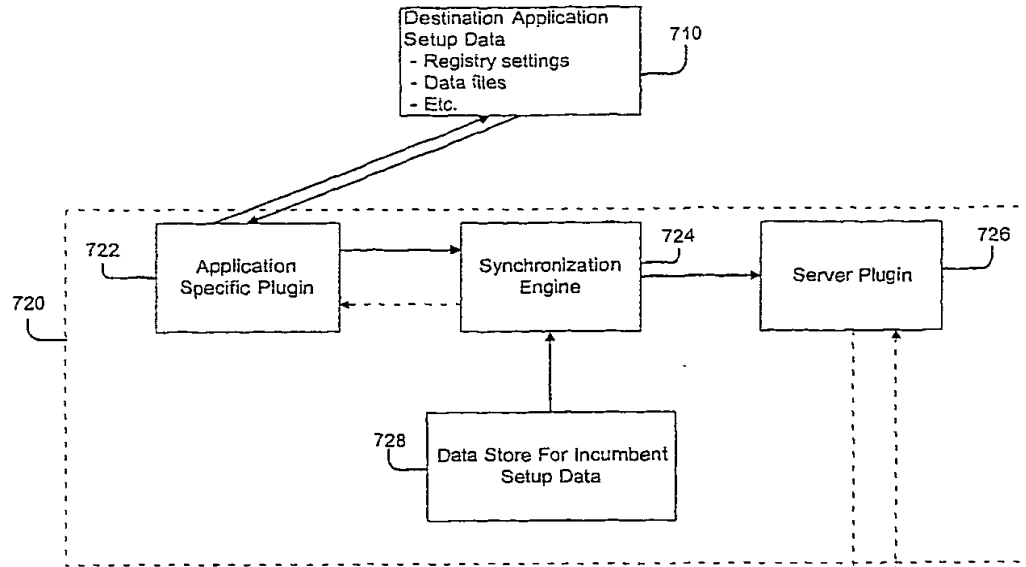 Destination Application
Setup Data
- Registry settings
- Data files
- Etc.
710
722
Application
Specific Plugin
Synchronization
Engine
724
Server Plugin
726
720
728
Data Store For Incumbent
Setup Data